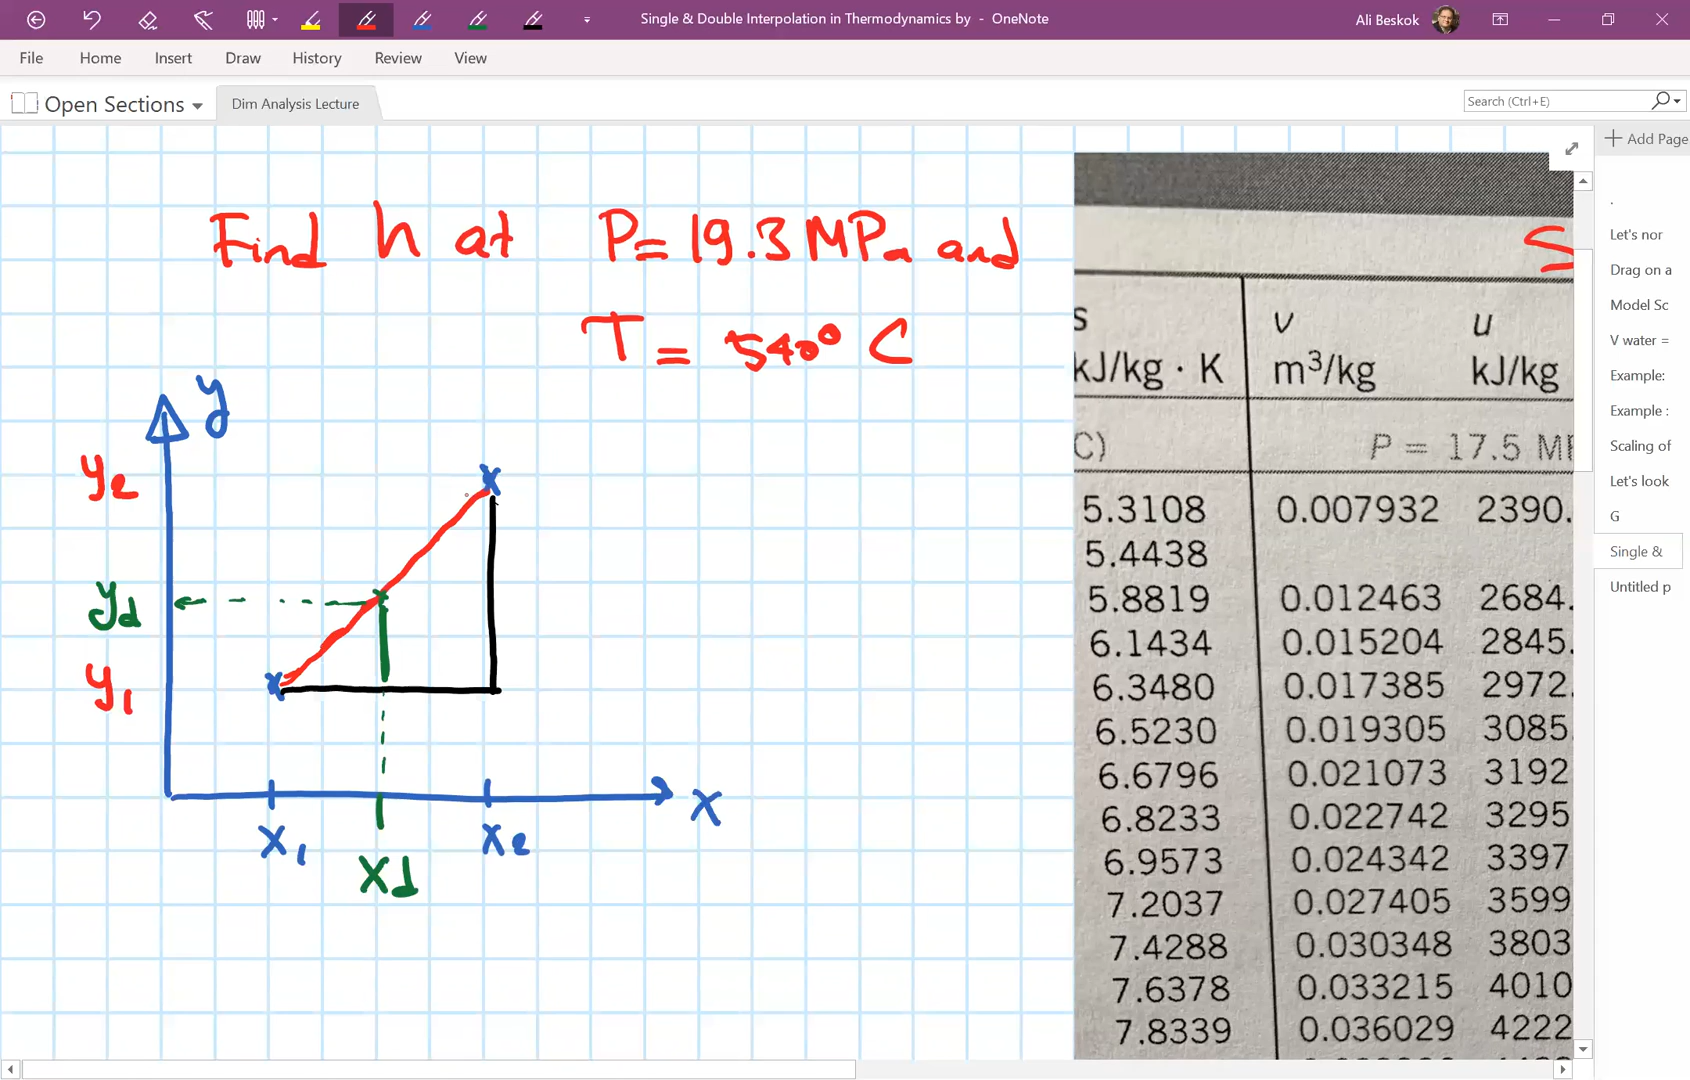 Single & Double Interpolation in Thermodynamics by - OneNote
Ali Beskok
File Home Insert Draw History Review View
Open Sections
Dim Analysis Lecture
Search (Ctrl+E)
Add Page
Find h at P= 19.3 MPa and
T = 540° C
y
y2
yd
y1
x
x1
x2
xd
S
s v u
kJ/kg · K m³/kg kJ/kg
C) P = 17.5 MP
5.3108 0.007932 2390.
5.4438
5.8819 0.012463 2684.
6.1434 0.015204 2845.
6.3480 0.017385 2972.
6.5230 0.019305 3085.
6.6796 0.021073 3192
6.8233 0.022742 3295
6.9573 0.024342 3397
7.2037 0.027405 3599
7.4288 0.030348 3803
7.6378 0.033215 4010
7.8339 0.036029 4222
.
Let's nor
Drag on a
Model Sc
V water =
Example:
Example :
Scaling of
Let's look
G
Single &
Untitled p